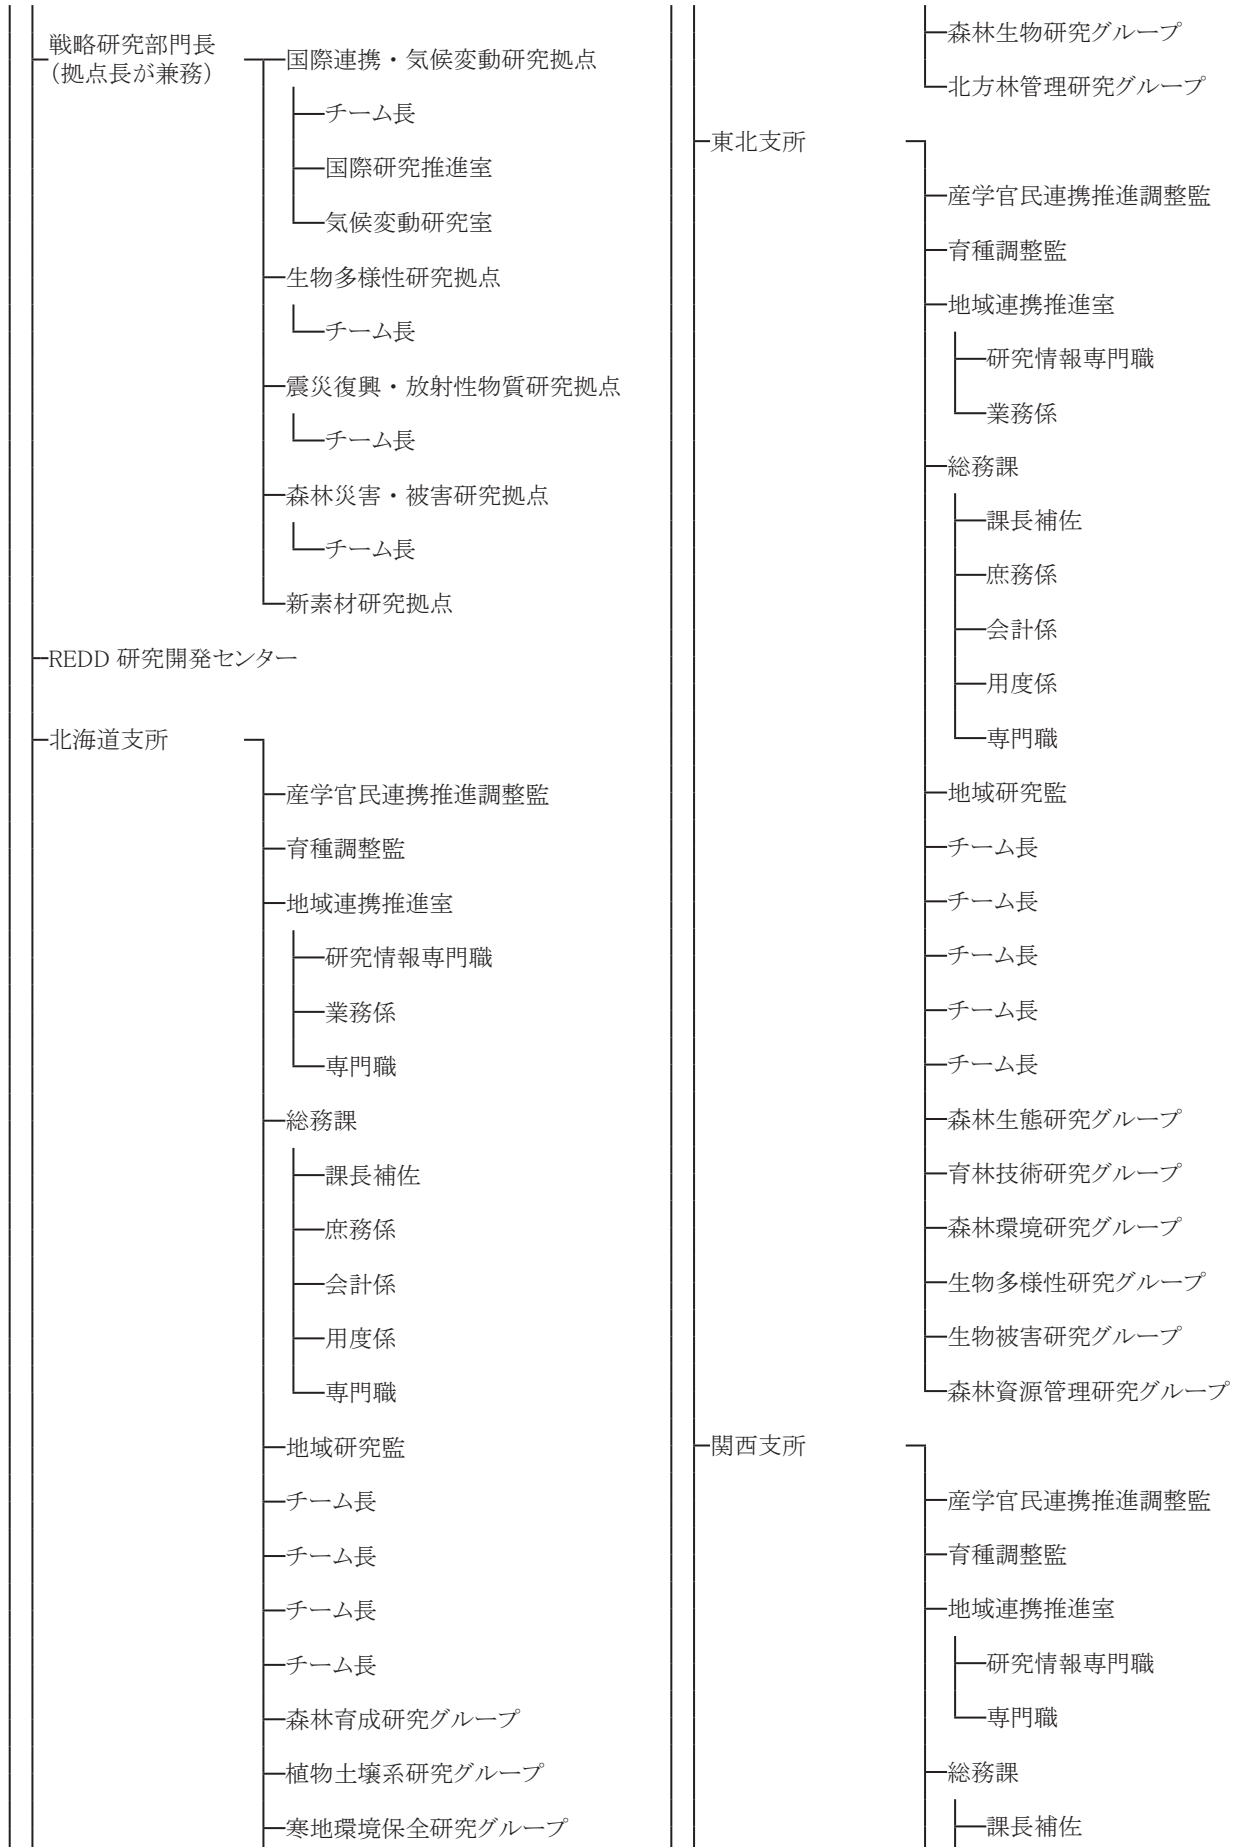 戦略研究部門長
（拠点長が兼務）
国際連携・気候変動研究拠点
チーム長
国際研究推進室
気候変動研究室
生物多様性研究拠点
チーム長
震災復興・放射性物質研究拠点
チーム長
森林災害・被害研究拠点
チーム長
新素材研究拠点
REDD 研究開発センター
北海道支所
産学官民連携推進調整監
育種調整監
地域連携推進室
研究情報専門職
業務係
専門職
総務課
課長補佐
庶務係
会計係
用度係
専門職
地域研究監
チーム長
チーム長
チーム長
チーム長
森林育成研究グループ
植物土壌系研究グループ
寒地環境保全研究グループ
森林生物研究グループ
北方林管理研究グループ
東北支所
産学官民連携推進調整監
育種調整監
地域連携推進室
研究情報専門職
業務係
総務課
課長補佐
庶務係
会計係
用度係
専門職
地域研究監
チーム長
チーム長
チーム長
チーム長
チーム長
森林生態研究グループ
育林技術研究グループ
森林環境研究グループ
生物多様性研究グループ
生物被害研究グループ
森林資源管理研究グループ
関西支所
産学官民連携推進調整監
育種調整監
地域連携推進室
研究情報専門職
専門職
総務課
課長補佐